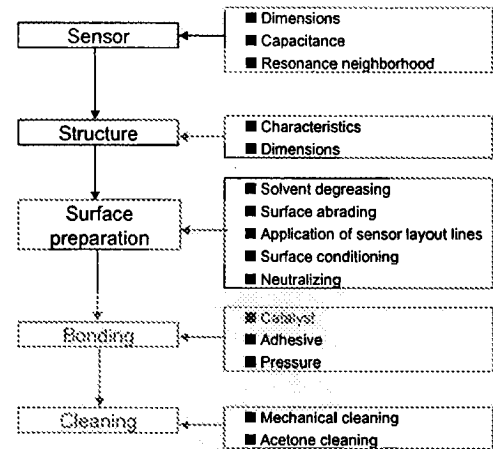 Sensor
■ Dimensions
■ Capacitance
■ Resonance neighborhood
Structure
■ Characteristics
■ Dimensions
Surface
preparation
■ Solvent degreasing
■ Surface abrading
■ Application of sensor layout lines
■ Surface conditioning
■ Neutralizing
Bonding
■ Catalyst
■ Adhesive
■ Pressure
Cleaning
■ Mechanical cleaning
■ Acetone cleaning